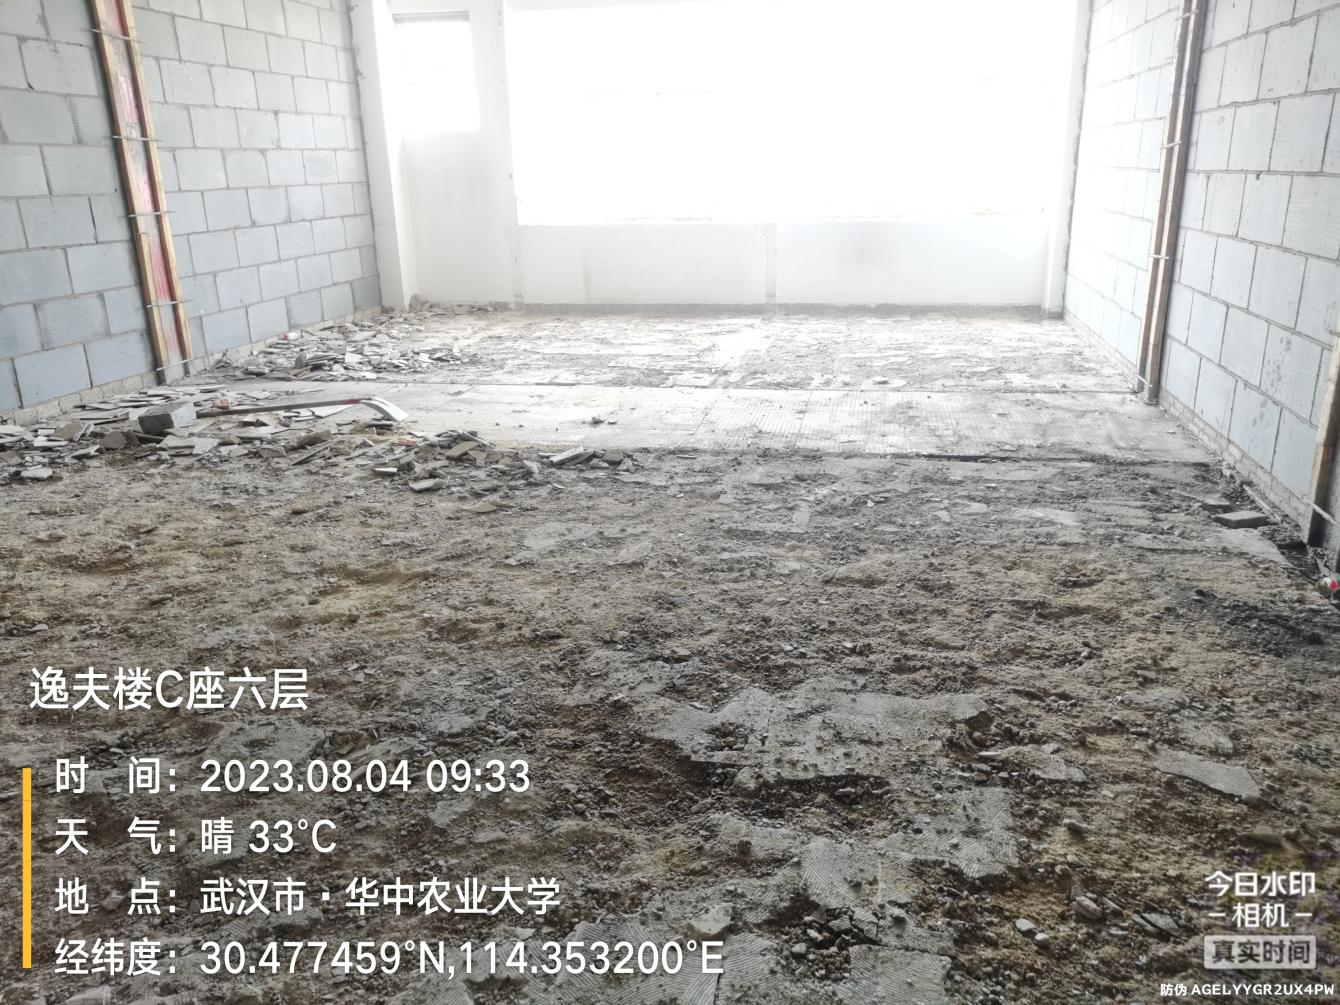 逸夫楼C座六层
时 间：2023.08.04 09:33
天 气：晴 33°C
地 点：武汉市·华中农业大学
经纬度：30.477459°N,114.353200°E
今日水印
-相机-
真实时间
防伪 AGELYYGR2UX4PW